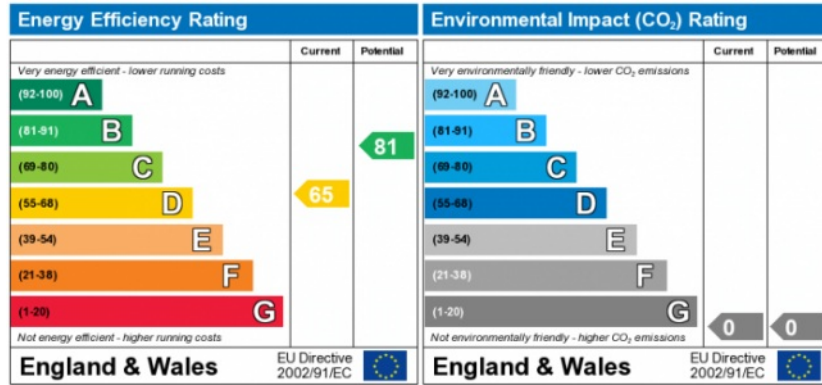 Energy Efficiency Rating
Current Potential
Very energy efficient - lower running costs
(92-100) A
(81-91) B
81
(69-80) C
65
(55-68) D
(39-54) E
(21-38) F
(1-20) G
Not energy efficient - higher running costs
England & Wales
EU Directive
2002/91/EC
Environmental Impact (CO₂) Rating
Current Potential
Very environmentally friendly - lower CO₂ emissions
(92-100) A
(81-91) B
(69-80) C
(55-68) D
(39-54) E
(21-38) F
(1-20) G
0 0
Not environmentally friendly - higher CO₂ emissions
England & Wales
EU Directive
2002/91/EC